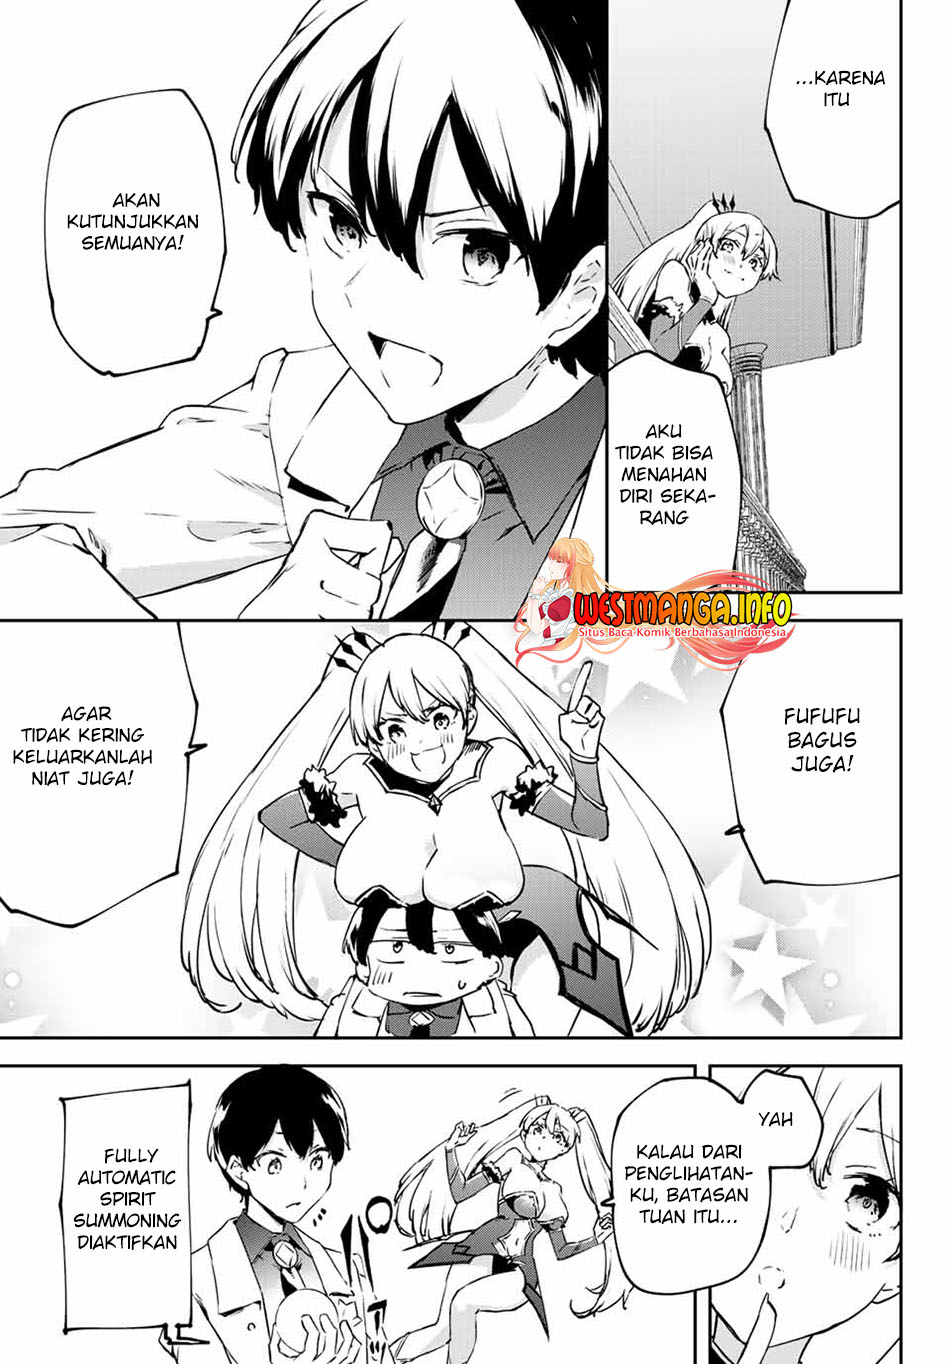 ...KARENA
ITU
AKU
TIDAK BISA
MENAHAN
DIRI SEKA-
RANG
AKAN
KUTUNJUKKAN
SEMUANYA!
WESTMANGA.INFO
Situs Baca Komik Berbahasa Indonesia
FUFUFU
BAGUS
JUGA!
AGAR
TIDAK KERING
KELUARKANLAH
NIAT JUGA!
YAH
KALAU DARI
PENGLIHATAN-
KU, BATASAN
TUAN ITU...
FULLY
AUTOMATIC
SPIRIT
SUMMONING
DIAKTIFKAN